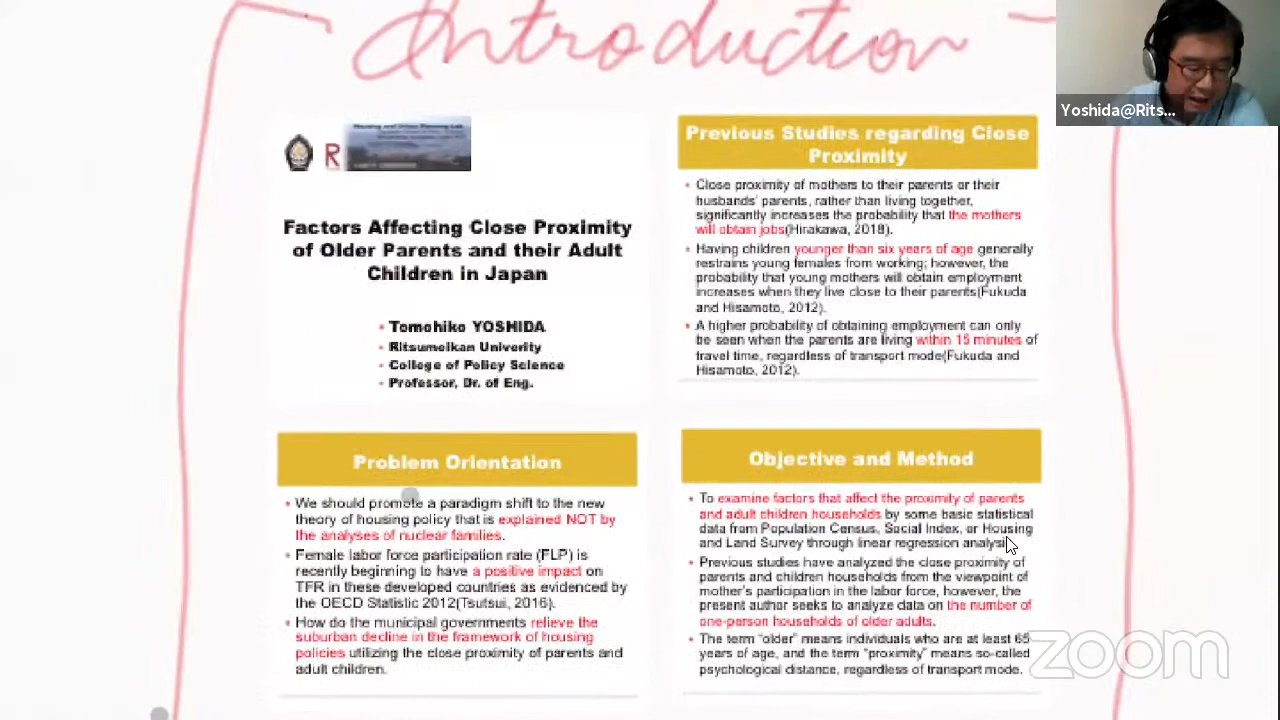 Introduction
Yoshida@Rits...
R
Factors Affecting Close Proximity
of Older Parents and their Adult
Children in Japan
• Tomohiko YOSHIDA
• Ritsumeikan Univerity
• College of Policy Science
• Professor, Dr. of Eng.
Previous Studies regarding Close
Proximity
• Close proximity of mothers to their parents or their
husbands' parents, rather than living together,
significantly increases the probability that the mothers
will obtain jobs(Hirakawa, 2018).
• Having children younger than six years of age generally
restrains young females from working; however, the
probability that young mothers will obtain employment
increases when they live close to their parents(Fukuda
and Hisamoto, 2012).
• A higher probability of obtaining employment can only
be seen when the parents are living within 15 minutes of
travel time, regardless of transport mode(Fukuda and
Hisamoto, 2012).
Problem Orientation
• We should promote a paradigm shift to the new
theory of housing policy that is explained NOT by
the analyses of nuclear families.
• Female labor force participation rate (FLP) is
recently beginning to have a positive impact on
TFR in these developed countries as evidenced by
the OECD Statistic 2012(Tsutsui, 2016).
• How do the municipal governments relieve the
suburban decline in the framework of housing
policies utilizing the close proximity of parents and
adult children.
Objective and Method
• To examine factors that affect the proximity of parents
and adult children households by some basic statistical
data from Population Census, Social Index, or Housing
and Land Survey through linear regression analysis.
• Previous studies have analyzed the close proximity of
parents and children households from the viewpoint of
mother's participation in the labor force, however, the
present author seeks to analyze data on the number of
one-person households of older adults.
• The term "older" means individuals who are at least 65
years of age, and the term "proximity" means so-called
psychological distance, regardless of transport mode.
zoom